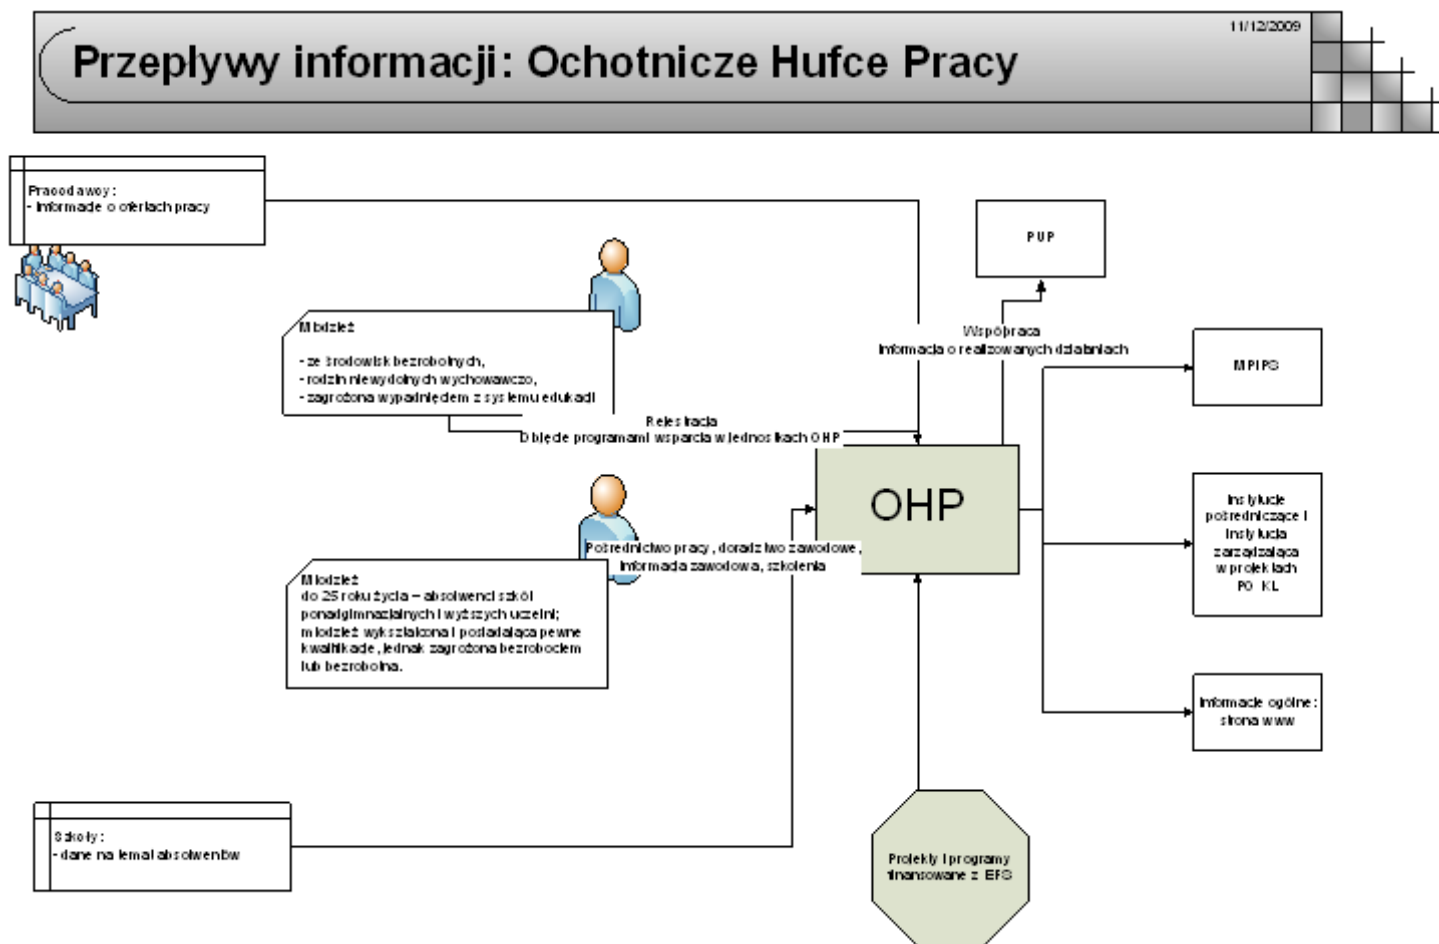 11/12/2009
Przepływy informacji: Ochotnicze Hufce Pracy
Pracodawcy:
- informacje o ofertach pracy
PUP
Młodzież
- ze środowisk bezrobotnych,
- rodzin niewydolnych wychowawczo,
- zagrożona wypadnięciem z systemu edukacji
Współpraca
Informacja o realizowanych działaniach
MPIPS
Rejestracja
Objęcie programami wsparcia w jednostkach OHP
OHP
Instytucje
pośredniczące i
Instytucja
zarządzająca
w projektach
PO KL
Pośrednictwo pracy, doradztwo zawodowe,
informacja zawodowa, szkolenia
Młodzież
do 25 roku życia – absolwenci szkół
ponadgimnazjalnych i wyższych uczelni;
młodzież wykształcona i posiadająca pewne
kwalifikacje, jednak zagrożona bezrobociem
lub bezrobotna.
Informacje ogólne:
strona www
Szkoły:
- dane na temat absolwentów
Projekty i programy
finansowane z EFS